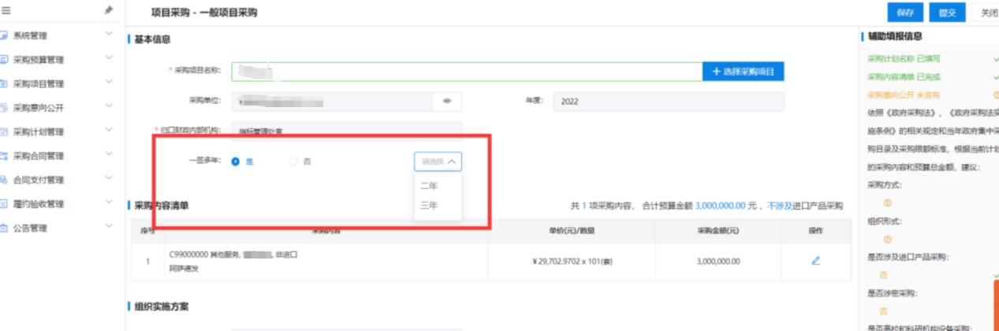 项目采购 - 一般项目采购
保存
提交
关闭
系统管理
采购预算管理
采购项目管理
采购意向公开
采购计划管理
采购合同管理
合同支付管理
履约验收管理
公告管理
基本信息
* 采购项目名称:
+ 选择采购项目
采购单位:
年度:
2022
* 归口财政内部机构:
指标管理处室
一签多年:
是
否
请选择
二年
三年
采购内容清单
共 1 项采购内容, 合计预算金额 3,000,000.00 元, 不涉及进口产品采购
序号
采购内容
单价(元)/数量
采购金额(元)
操作
1
C99000000 其他服务, 非进口
阿萨德发
¥29,702.9702 x 101(套)
3,000,000.00
组织实施方案
辅助填报信息
采购计划名称 已填写
采购内容清单 已完成
采购意向公开 未发布
依照《政府采购法》、《政府采购法实
施条例》的相关规定和当年政府集中采
购目录及采购限额标准, 根据当前计划
的采购内容和预算总金额, 建议:
采购方式:
组织形式:
是否涉及进口产品采购:
否
是否涉密采购:
否
是否高校和科研机构设备采购: